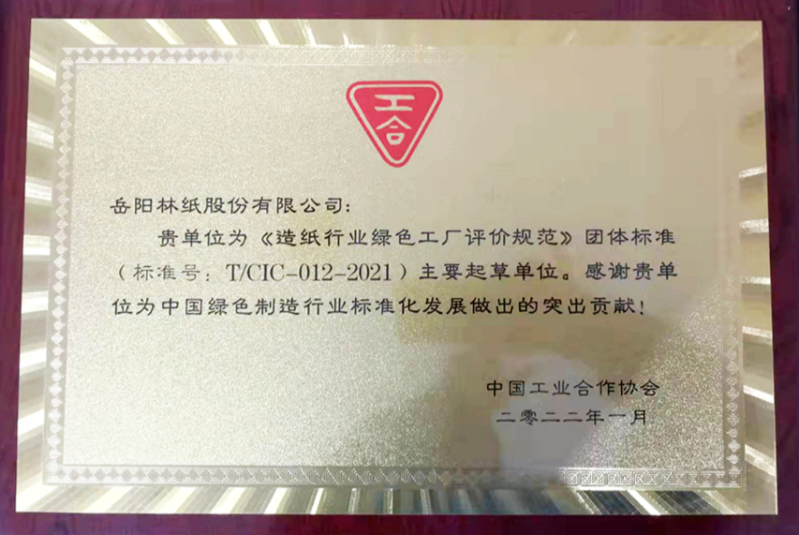 工
合
岳阳林纸股份有限公司:
贵单位为《造纸行业绿色工厂评价规范》团体标准
(标准号: T/CIC-012-2021)主要起草单位。感谢贵单
位为中国绿色制造行业标准化发展做出的突出贡献!
中国工业合作协会
二零二二年一月